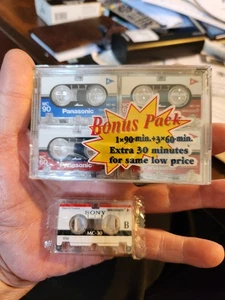 MC
90
Panasonic
Bonus Pack
1×90-min.+3×60-min.
Extra 30 minutes
for same low price
SONY
B
MC-30